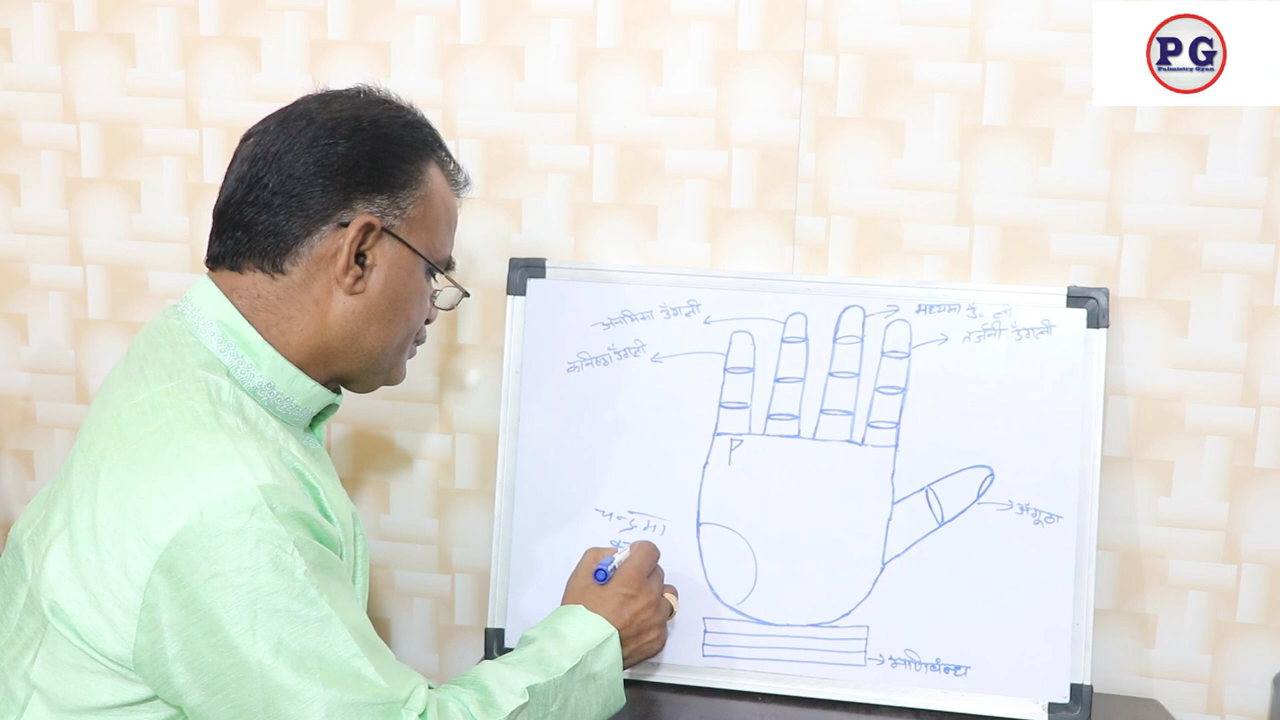 PG
Palmistry Gyan
अनामिका उंगली
मध्यमा
तर्जनी उंगली
कनिष्ठा उंगली
P
अंगूठा
चन्द्रमा
मणिबन्ध